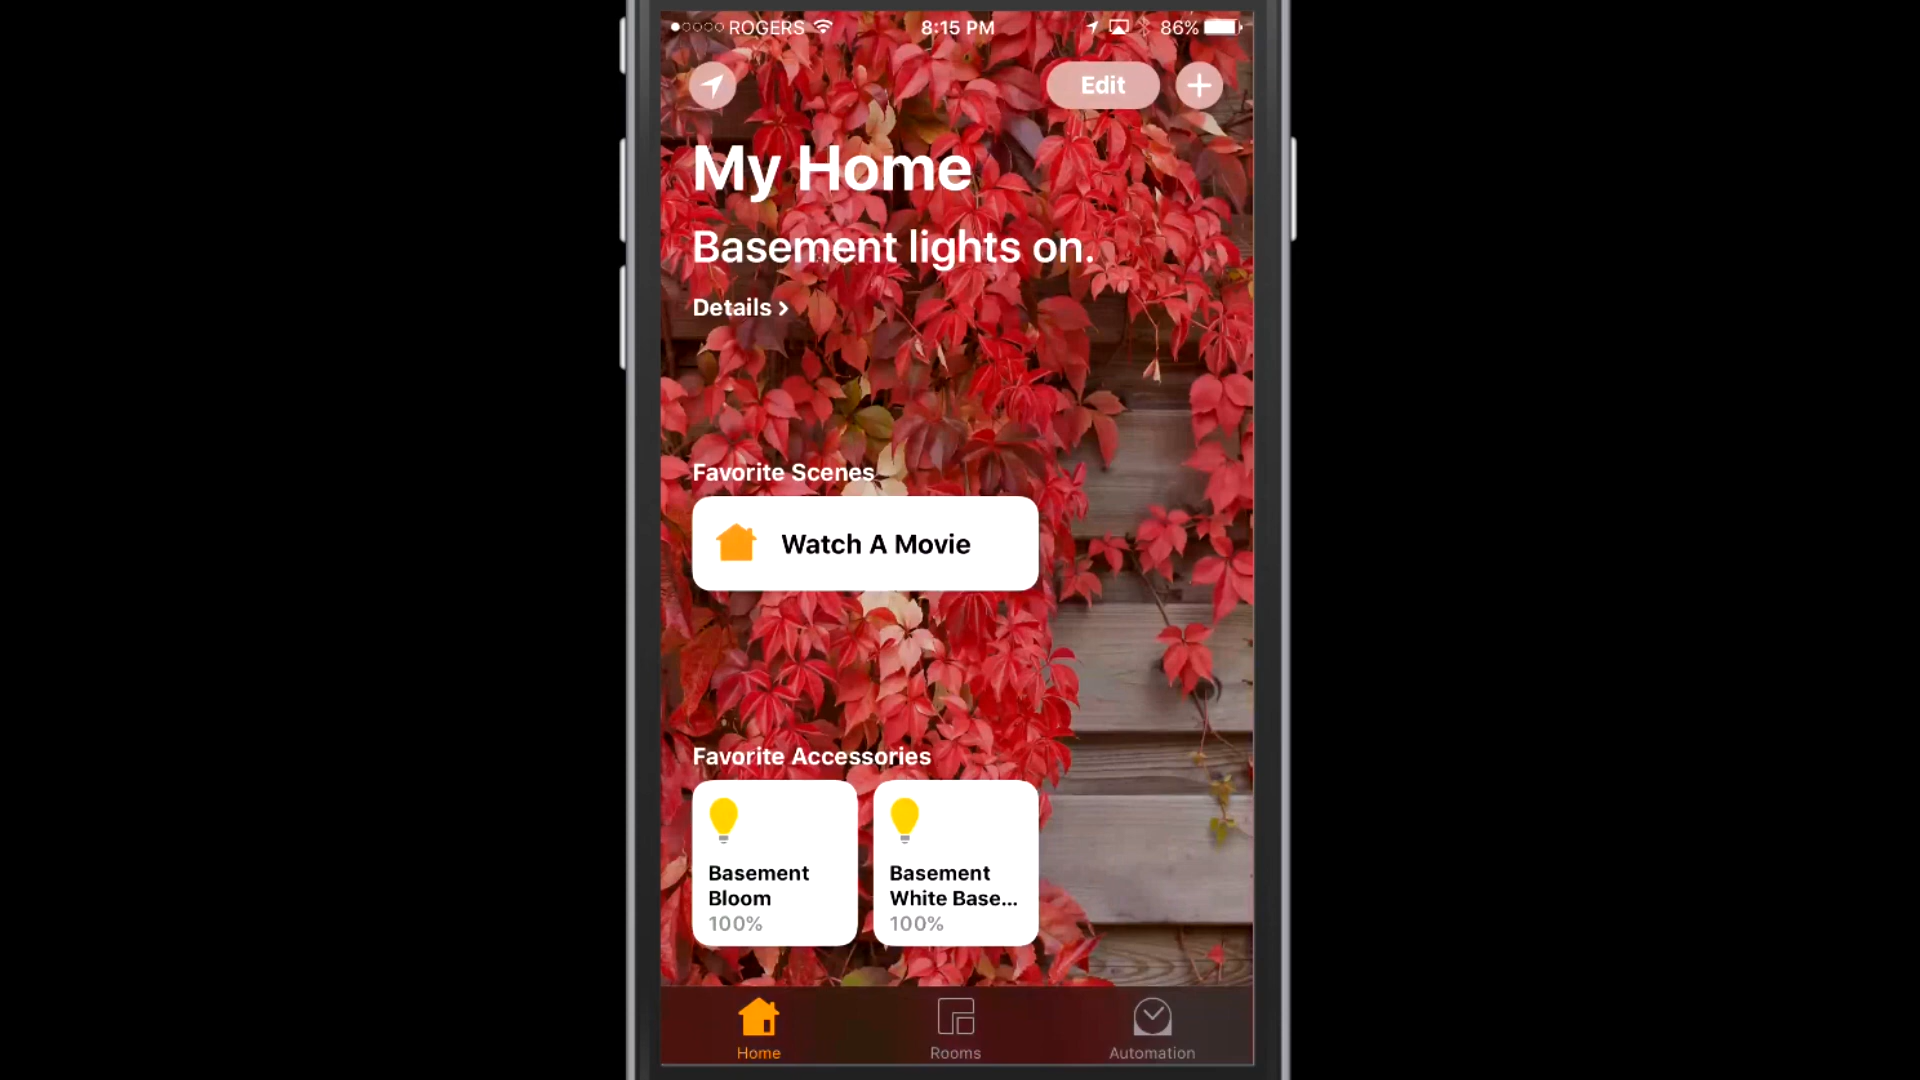 ROGERS 8:15 PM 86%
Edit +
My Home
Basement lights on.
Details >
Favorite Scenes
Watch A Movie
Favorite Accessories
Basement
Bloom
100%
Basement
White Base...
100%
Home Rooms Automation